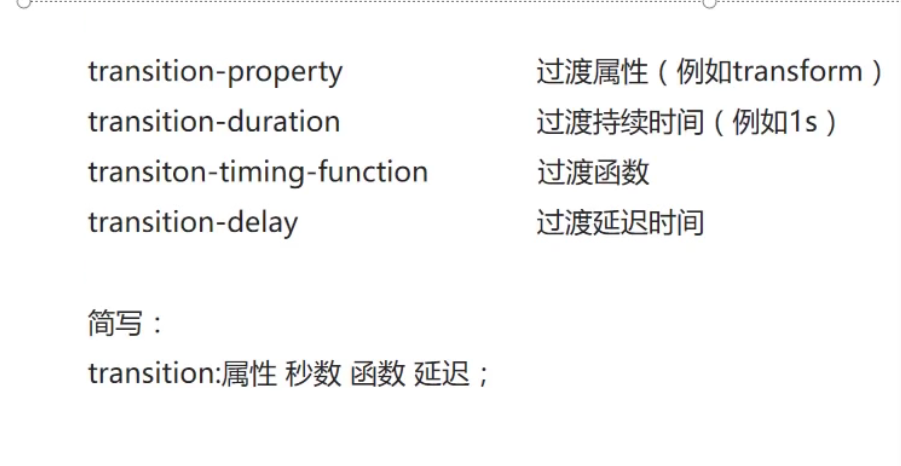 transition-property 过渡属性（例如transform）
transition-duration 过渡持续时间（例如1s）
transiton-timing-function 过渡函数
transition-delay 过渡延迟时间
简写：
transition:属性 秒数 函数 延迟；